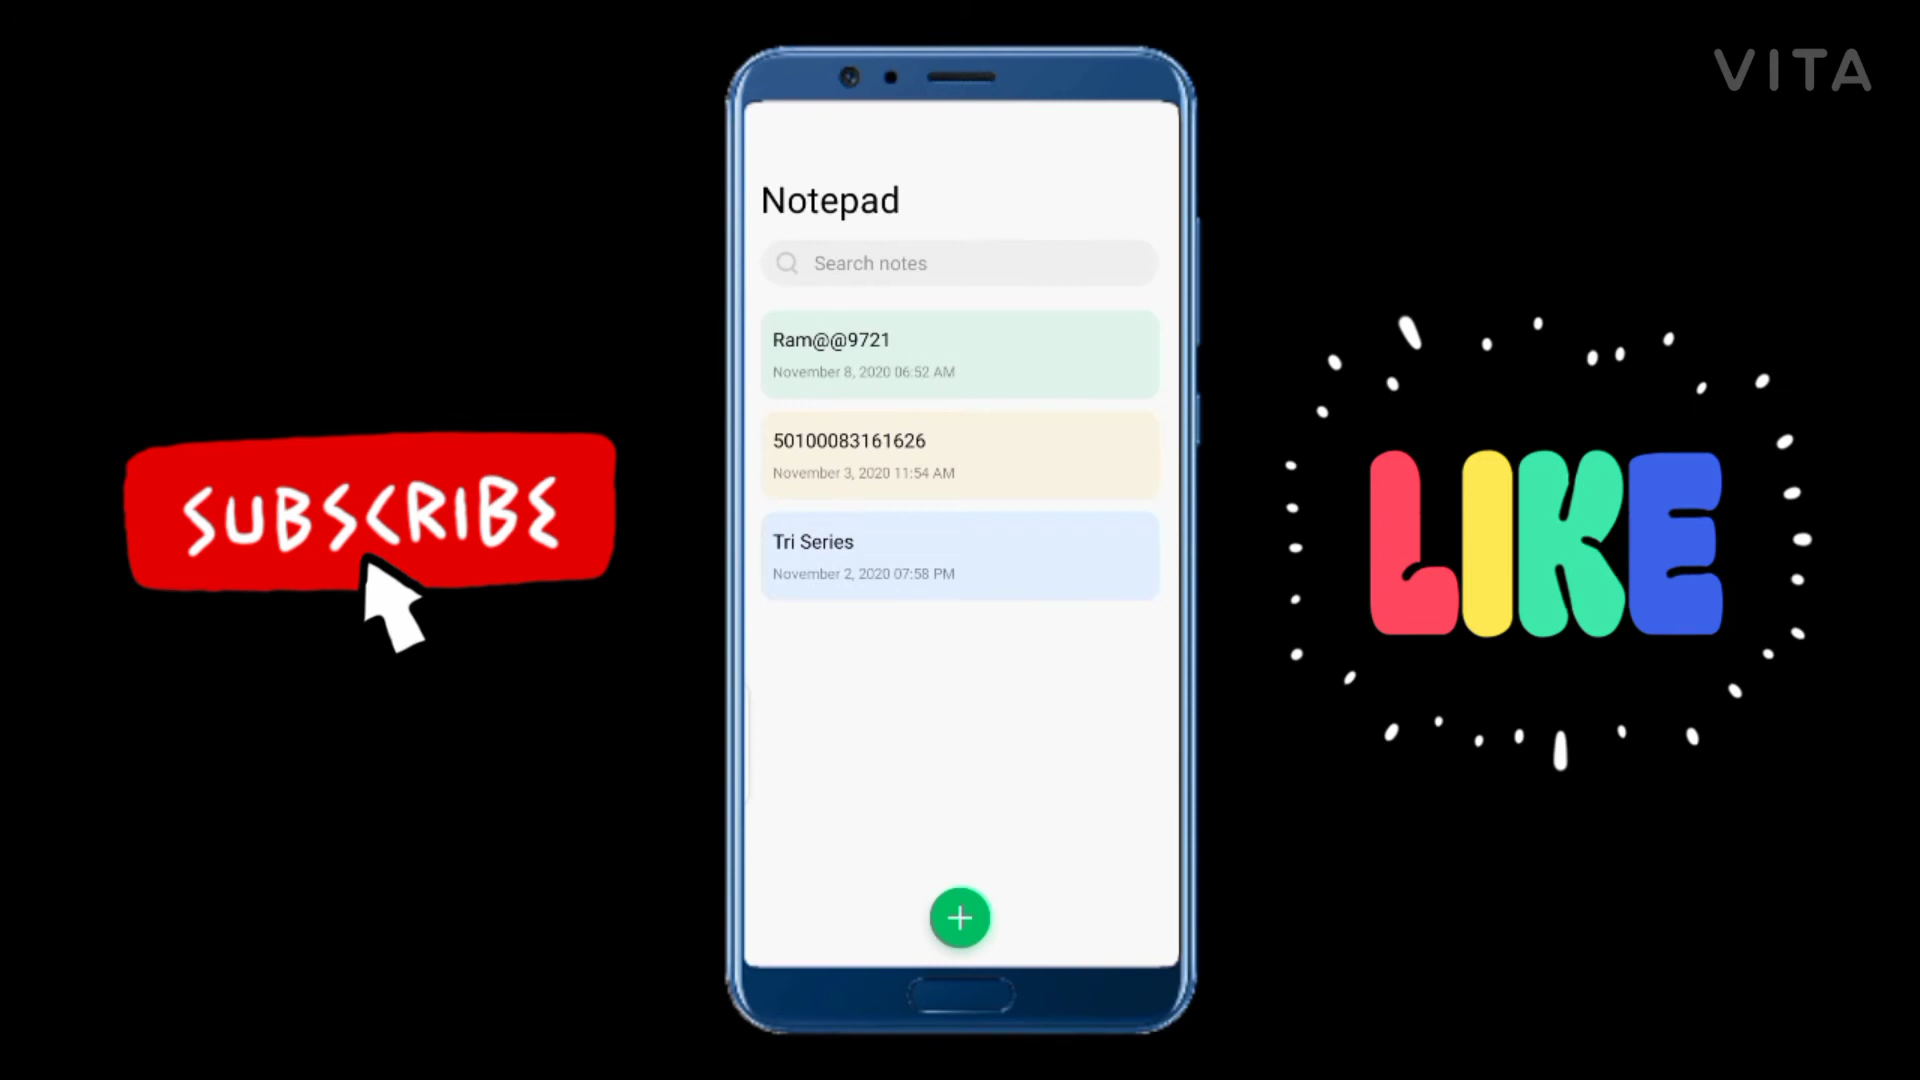 VITA
Notepad
Search notes
Ram@@9721
November 8, 2020 06:52 AM
50100083161626
November 3, 2020 11:54 AM
Tri Series
November 2, 2020 07:58 PM
SUBSCRIBE
LIKE